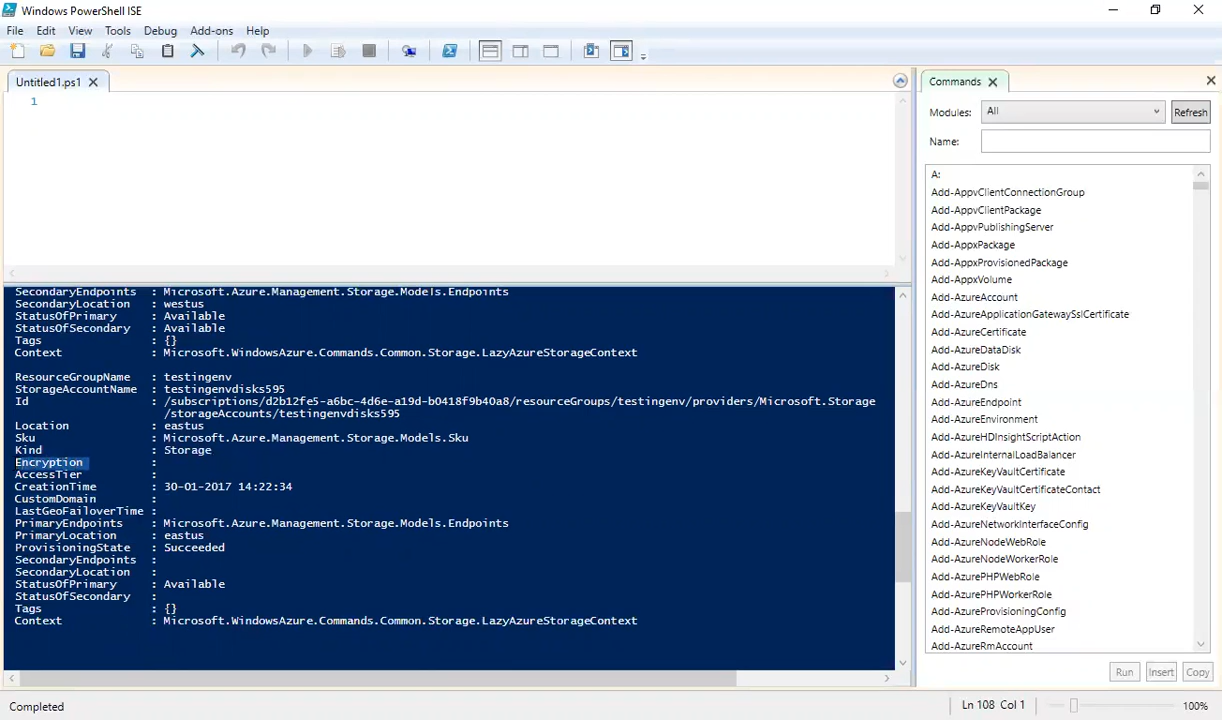 Windows PowerShell ISE
File Edit View Tools Debug Add-ons Help
Untitled1.ps1
1
SecondaryEndpoints : Microsoft.Azure.Management.Storage.Models.Endpoints
SecondaryLocation : westus
StatusOfPrimary : Available
StatusOfSecondary : Available
Tags : {}
Context : Microsoft.WindowsAzure.Commands.Common.Storage.LazyAzureStorageContext
ResourceGroupName : testingenv
StorageAccountName : testingenvdisks595
Id : /subscriptions/d2b12fe5-a6bc-4d6e-a19d-b0418f9b40a8/resourceGroups/testingenv/providers/Microsoft.Storage
/storageAccounts/testingenvdisks595
Location : eastus
Sku : Microsoft.Azure.Management.Storage.Models.Sku
Kind : Storage
Encryption :
AccessTier :
CreationTime : 30-01-2017 14:22:34
CustomDomain :
LastGeoFailoverTime :
PrimaryEndpoints : Microsoft.Azure.Management.Storage.Models.Endpoints
PrimaryLocation : eastus
ProvisioningState : Succeeded
SecondaryEndpoints :
SecondaryLocation :
StatusOfPrimary : Available
StatusOfSecondary :
Tags : {}
Context : Microsoft.WindowsAzure.Commands.Common.Storage.LazyAzureStorageContext
Commands
Modules: All Refresh
Name:
A:
Add-AppvClientConnectionGroup
Add-AppvClientPackage
Add-AppvPublishingServer
Add-AppxPackage
Add-AppxProvisionedPackage
Add-AppxVolume
Add-AzureAccount
Add-AzureApplicationGatewaySslCertificate
Add-AzureCertificate
Add-AzureDataDisk
Add-AzureDisk
Add-AzureDns
Add-AzureEndpoint
Add-AzureEnvironment
Add-AzureHDInsightScriptAction
Add-AzureInternalLoadBalancer
Add-AzureKeyVaultCertificate
Add-AzureKeyVaultCertificateContact
Add-AzureKeyVaultKey
Add-AzureNetworkInterfaceConfig
Add-AzureNodeWebRole
Add-AzureNodeWorkerRole
Add-AzurePHPWebRole
Add-AzurePHPWorkerRole
Add-AzureProvisioningConfig
Add-AzureRemoteAppUser
Add-AzureRmAccount
Run Insert Copy
Completed
Ln 108 Col 1
100%